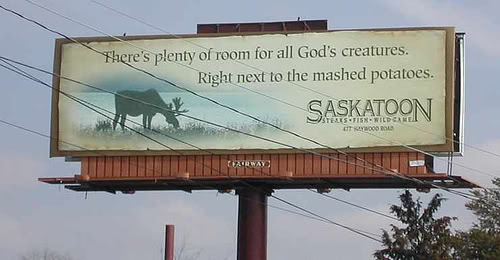 There's plenty of room for all God's creatures.
Right next to the mashed potatoes.
SASKATOON
STEAKS • FISH • WILD GAME
477 HAYWOOD ROAD
FAIRWAY